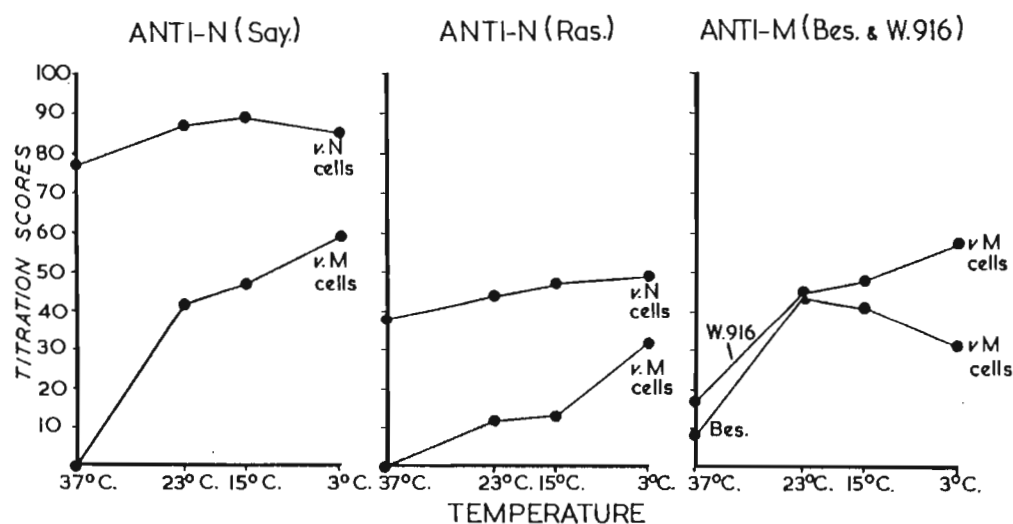 ANTI-N (Say.)
ANTI-N (Ras.)
ANTI-M (Bes. & W.916)
TITRATION SCORES
100
90
80
70
60
50
40
30
20
10
v. N
cells
v. M
cells
37°C.
23°C.
15°C.
3°C.
v. N
cells
v. M
cells
37°C.
23°C.
15°C.
3°C.
W.916
Bes.
v M
cells
v M
cells
37°C.
23°C.
15°C.
3°C.
TEMPERATURE